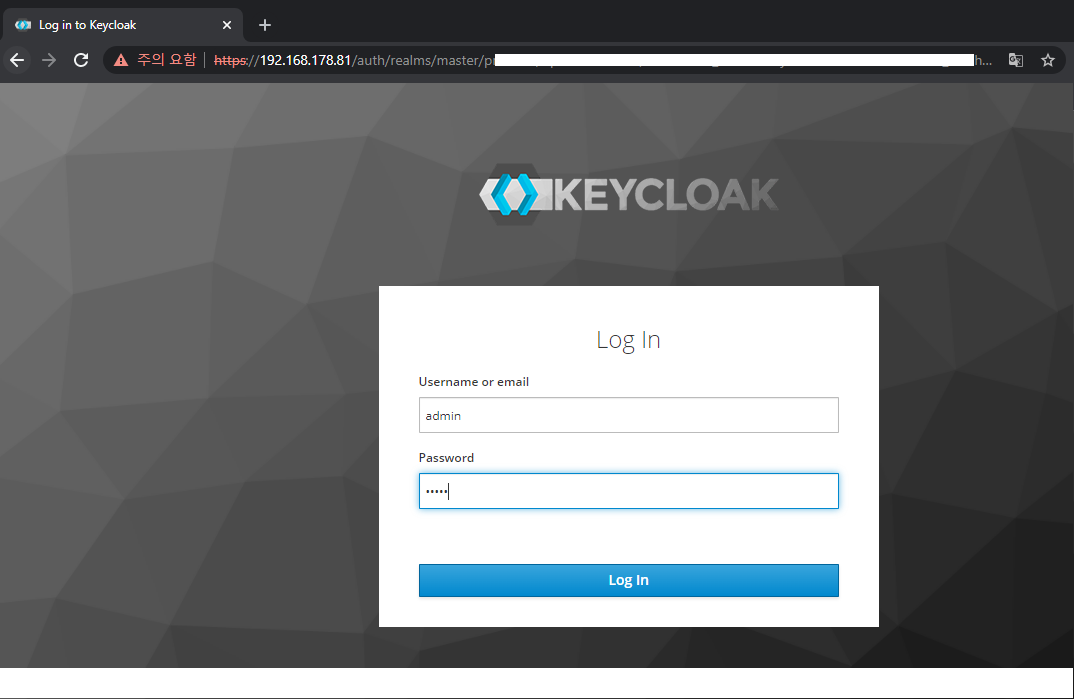 Log in to Keycloak
주의 요함 https://192.168.178.81/auth/realms/master/pr h...
KEYCLOAK
Log In
Username or email
admin
Password
•••••
Log In